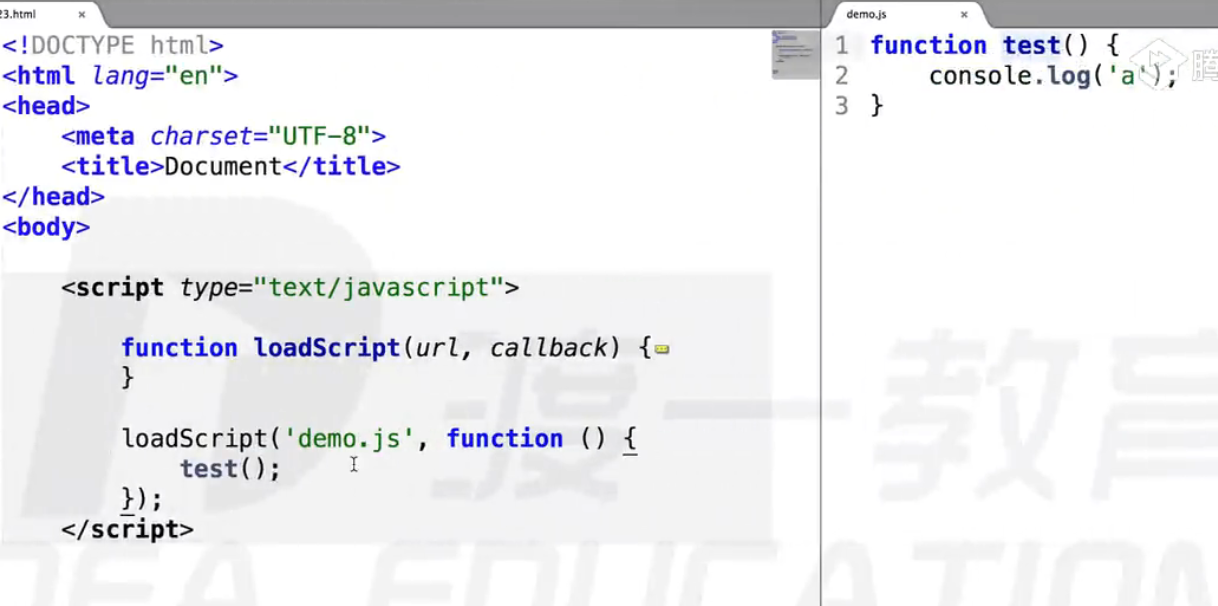 23.html ×
<!DOCTYPE html>
<html lang="en">
<head>
    <meta charset="UTF-8">
    <title>Document</title>
</head>
<body>
    <script type="text/javascript">
        function loadScript(url, callback) {
        }
        loadScript('demo.js', function () {
            test();
        });
    </script>
demo.js ×
1 function test() {
2     console.log('a');
3 }
腾
渡一教育
EDUCATION